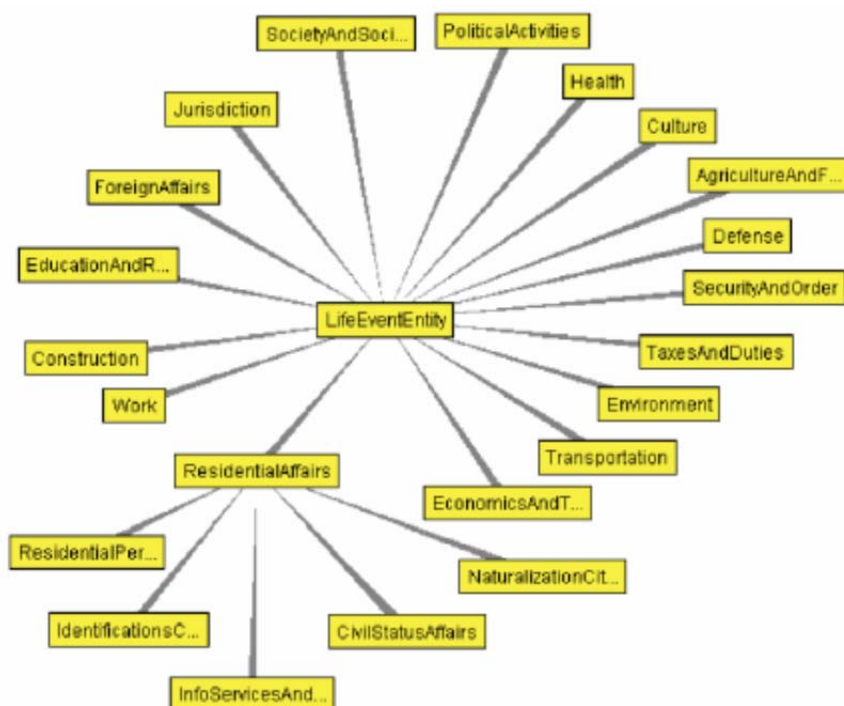 SocietyAndSoci...
PoliticalActivities
Health
Jurisdiction
Culture
ForeignAffairs
AgricultureAndF...
Defense
EducationAndR...
SecurityAndOrder
LifeEventEntity
TaxesAndDuties
Construction
Work
Environment
Transportation
ResidentialAffairs
EconomicsAndT...
ResidentialPer...
NaturalizationCit...
IdentificationsC...
CivilStatusAffairs
InfoServicesAnd...